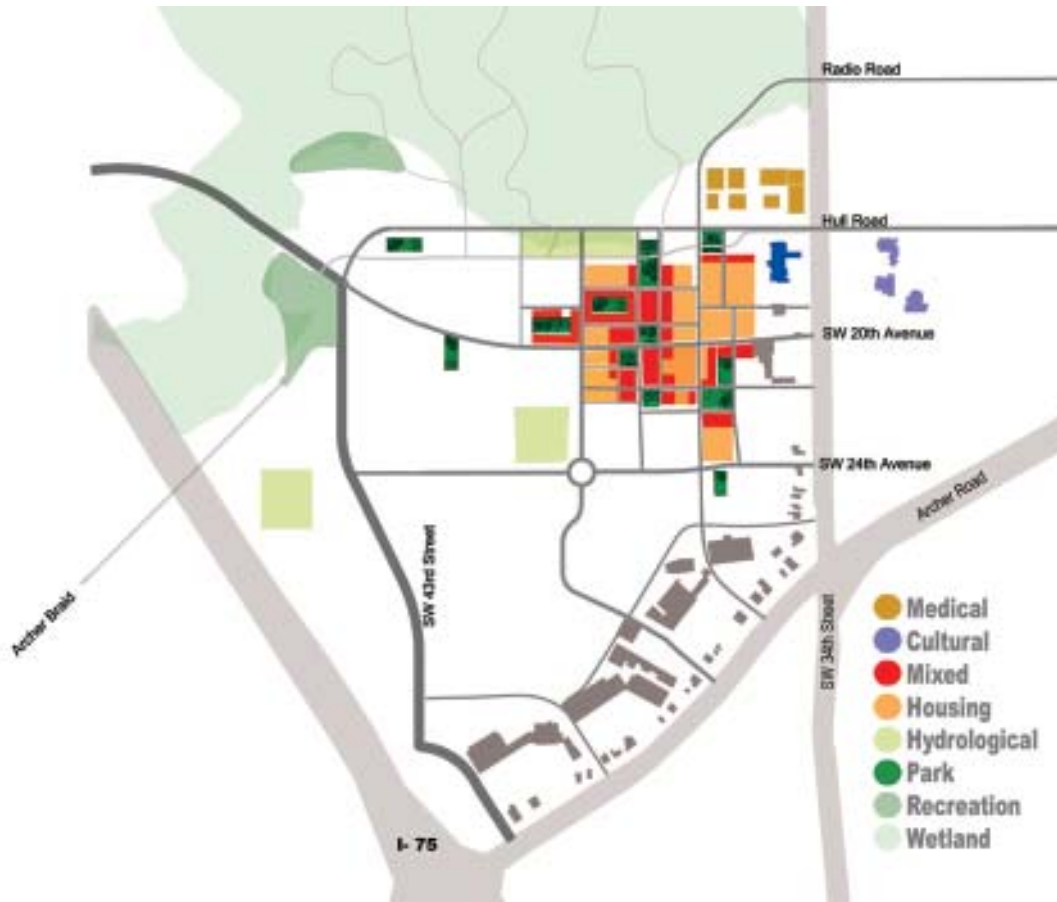 Radio Road
Hull Road
SW 20th Avenue
SW 24th Avenue
Archer Road
SW 43rd Street
Archer Braid
SW 34th Street
I- 75
Medical
Cultural
Mixed
Housing
Hydrological
Park
Recreation
Wetland